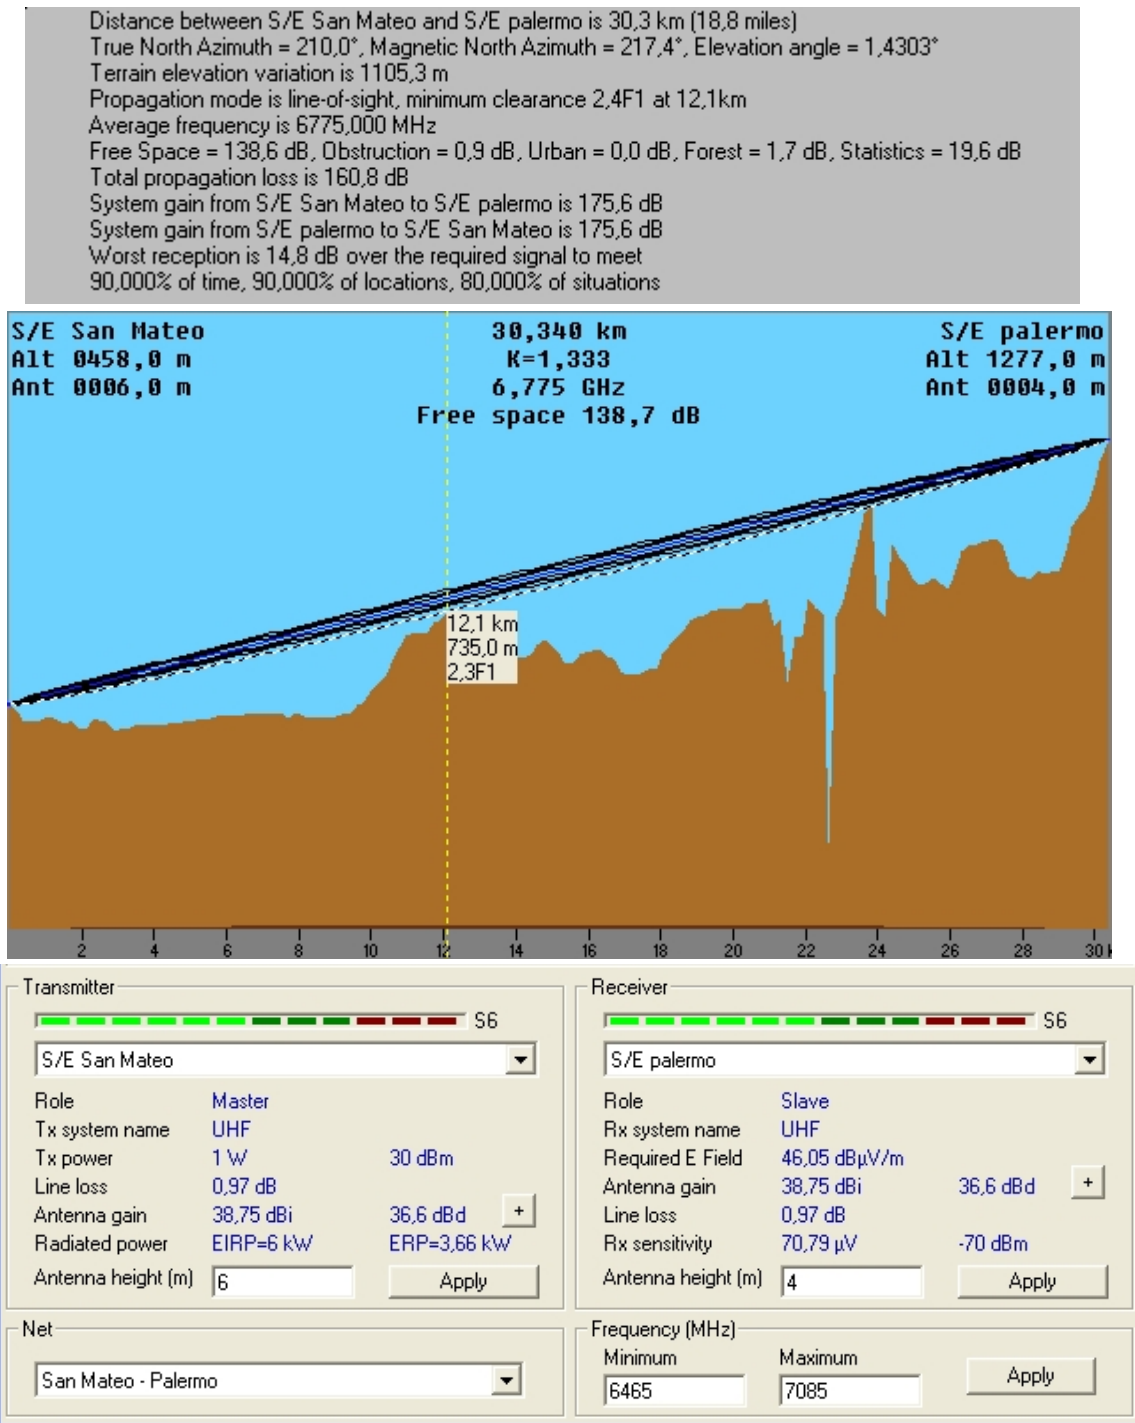 Distance between S/E San Mateo and S/E palermo is 30,3 km (18,8 miles)
True North Azimuth = 210,0°, Magnetic North Azimuth = 217,4°, Elevation angle = 1,4303°
Terrain elevation variation is 1105,3 m
Propagation mode is line-of-sight, minimum clearance 2,4F1 at 12,1km
Average frequency is 6775,000 MHz
Free Space = 138,6 dB, Obstruction = 0,9 dB, Urban = 0,0 dB, Forest = 1,7 dB, Statistics = 19,6 dB
Total propagation loss is 160,8 dB
System gain from S/E San Mateo to S/E palermo is 175,6 dB
System gain from S/E palermo to S/E San Mateo is 175,6 dB
Worst reception is 14,8 dB over the required signal to meet
90,000% of time, 90,000% of locations, 80,000% of situations
S/E San Mateo 30,340 km S/E palermo
Alt 0458,0 m K=1,333 Alt 1277,0 m
Ant 0006,0 m 6,775 GHz Ant 0004,0 m
Free space 138,7 dB
12,1 km
735,0 m
2,3F1
2 4 6 8 10 12 14 16 18 20 22 24 26 28 30 k
Transmitter
S6
S/E San Mateo
Role Master
Tx system name UHF
Tx power 1 W 30 dBm
Line loss 0,97 dB
Antenna gain 38,75 dBi 36,6 dBd +
Radiated power EIRP=6 kW ERP=3,66 kW
Antenna height (m) 6 Apply
Receiver
S6
S/E palermo
Role Slave
Rx system name UHF
Required E Field 46,05 dBµV/m
Antenna gain 38,75 dBi 36,6 dBd +
Line loss 0,97 dB
Rx sensitivity 70,79 µV -70 dBm
Antenna height (m) 4 Apply
Net
San Mateo - Palermo
Frequency (MHz)
Minimum Maximum
6465 7085 Apply